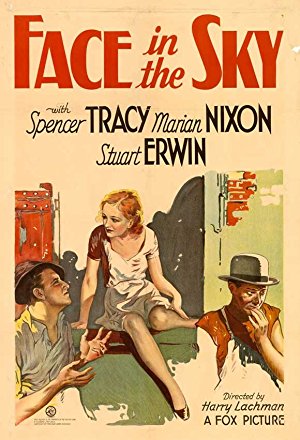 FACE in
the SKY
with
Spencer TRACY Marian NIXON
Stuart ERWIN
Directed by
Harry Lachman
A FOX PICTURE